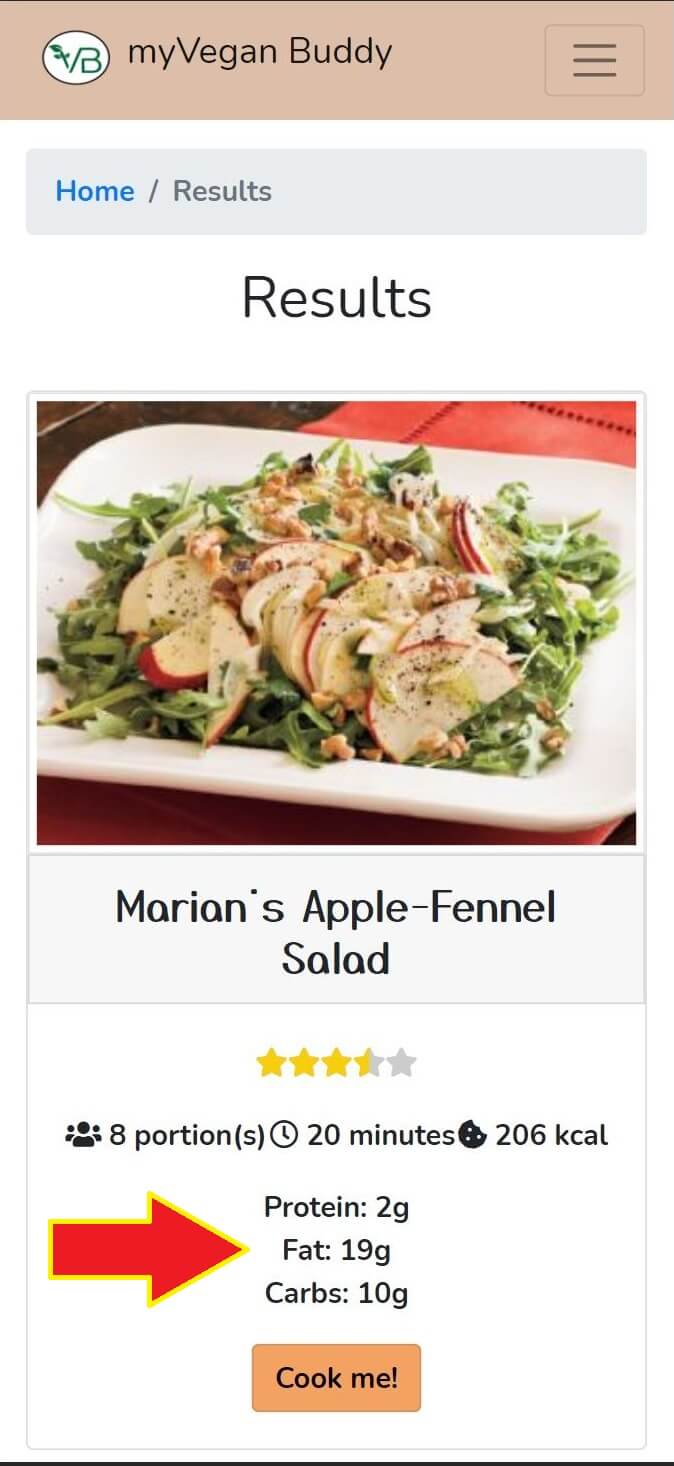 VB myVegan Buddy
Home / Results
Results
Marian's Apple-Fennel
Salad
8 portion(s) 20 minutes 206 kcal
Protein: 2g
Fat: 19g
Carbs: 10g
Cook me!